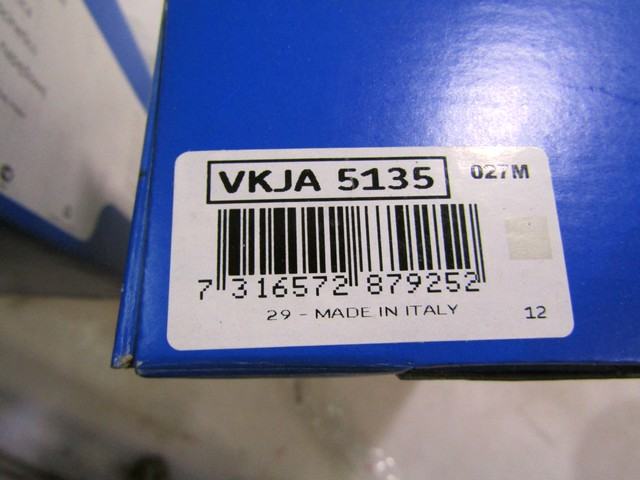 VKJA 5135
027M
7 316572 879252
29 - MADE IN ITALY
12